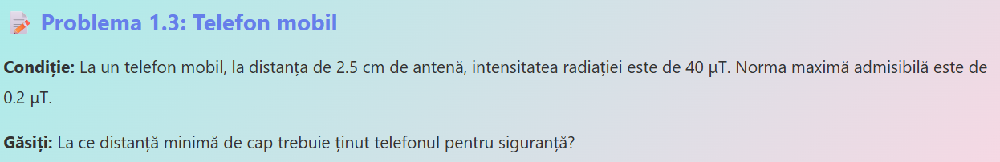 Problema 1.3: Telefon mobil
Condiție: La un telefon mobil, la distanța de 2.5 cm de antenă, intensitatea radiației este de 40 μT. Norma maximă admisibilă este de
0.2 μT.
Găsiți: La ce distanță minimă de cap trebuie ținut telefonul pentru siguranță?